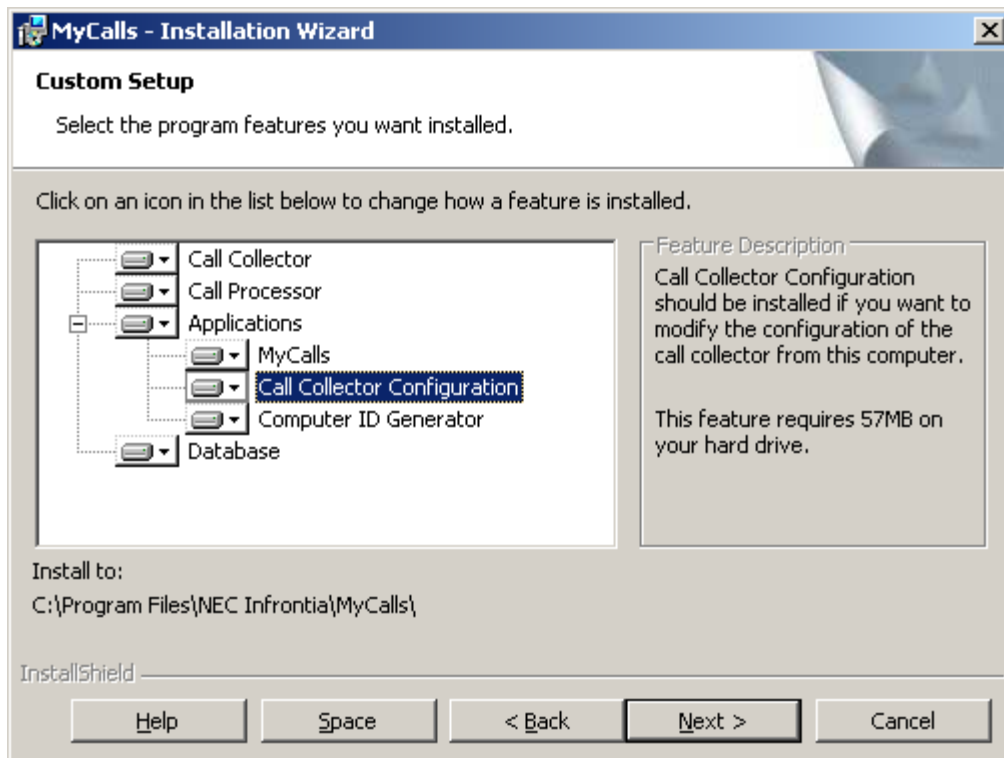 MyCalls - Installation Wizard
Custom Setup
Select the program features you want installed.
Click on an icon in the list below to change how a feature is installed.
Call Collector
Call Processor
Applications
MyCalls
Call Collector Configuration
Computer ID Generator
Database
Feature Description
Call Collector Configuration
should be installed if you want to
modify the configuration of the
call collector from this computer.
This feature requires 57MB on
your hard drive.
Install to:
C:\Program Files\NEC Infrontia\MyCalls\
InstallShield
Help
Space
< Back
Next >
Cancel